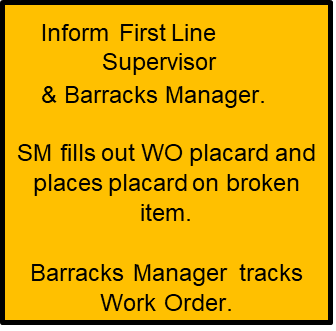 Inform First Line
Supervisor
& Barracks Manager.
SM fills out WO placard and
places placard on broken
item.
Barracks Manager tracks
Work Order.